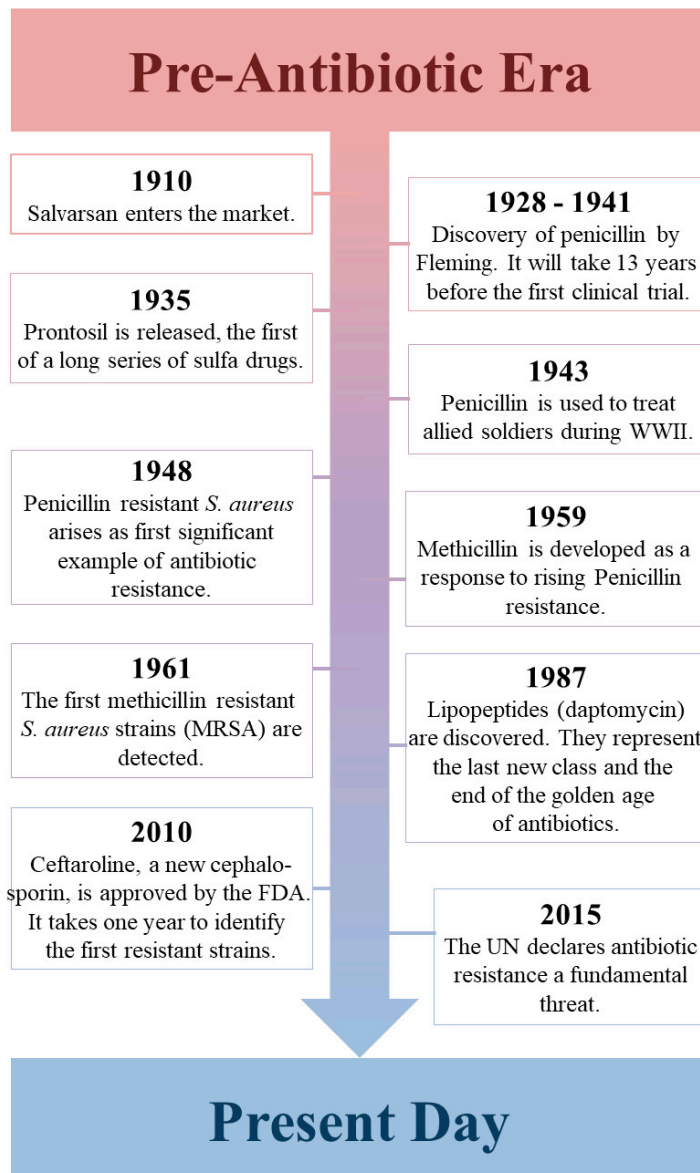 Pre-Antibiotic Era
1910
Salvarsan enters the market.
1928 - 1941
Discovery of penicillin by
Fleming. It will take 13 years
before the first clinical trial.
1935
Prontosil is released, the first
of a long series of sulfa drugs.
1943
Penicillin is used to treat
allied soldiers during WWII.
1948
Penicillin resistant S. aureus
arises as first significant
example of antibiotic
resistance.
1959
Methicillin is developed as a
response to rising Penicillin
resistance.
1961
The first methicillin resistant
S. aureus strains (MRSA) are
detected.
1987
Lipopeptides (daptomycin)
are discovered. They represent
the last new class and the
end of the golden age
of antibiotics.
2010
Ceftaroline, a new cephalo-
sporin, is approved by the FDA.
It takes one year to identify
the first resistant strains.
2015
The UN declares antibiotic
resistance a fundamental
threat.
Present Day